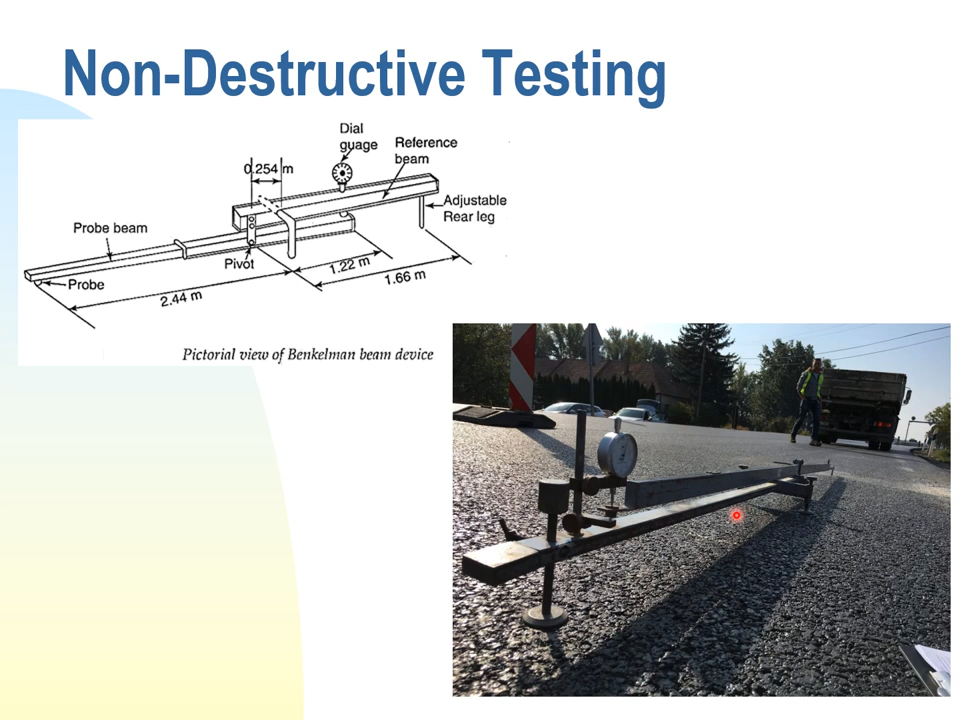 Non-Destructive Testing
Dial
guage
Reference
beam
0.254 m
Adjustable
Rear leg
Probe beam
Pivot
Probe
1.22 m
1.66 m
2.44 m
Pictorial view of Benkelman beam device